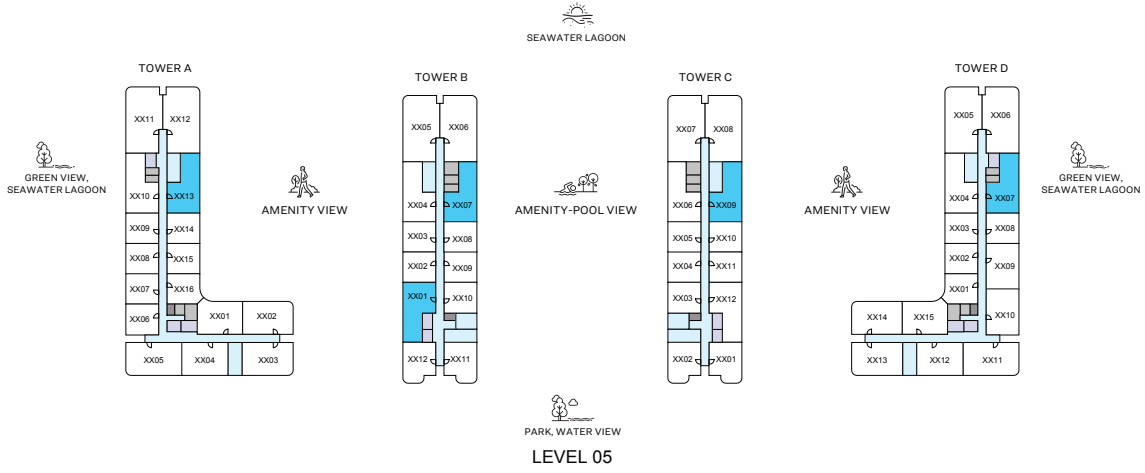 SEAWATER LAGOON
TOWER A
TOWER B
TOWER C
TOWER D
XX11
XX12
XX10
XX13
XX09
XX14
XX08
XX15
XX07
XX16
XX06
XX01
XX02
XX05
XX04
XX03
XX05
XX06
XX04
XX07
XX03
XX08
XX02
XX09
XX01
XX10
XX12
XX11
XX07
XX08
XX06
XX09
XX05
XX10
XX04
XX11
XX03
XX12
XX02
XX01
XX05
XX06
XX04
XX07
XX03
XX08
XX02
XX09
XX01
XX10
XX14
XX15
XX13
XX12
XX11
GREEN VIEW,
SEAWATER LAGOON
AMENITY VIEW
AMENITY-POOL VIEW
AMENITY VIEW
GREEN VIEW,
SEAWATER LAGOON
PARK, WATER VIEW
LEVEL 05